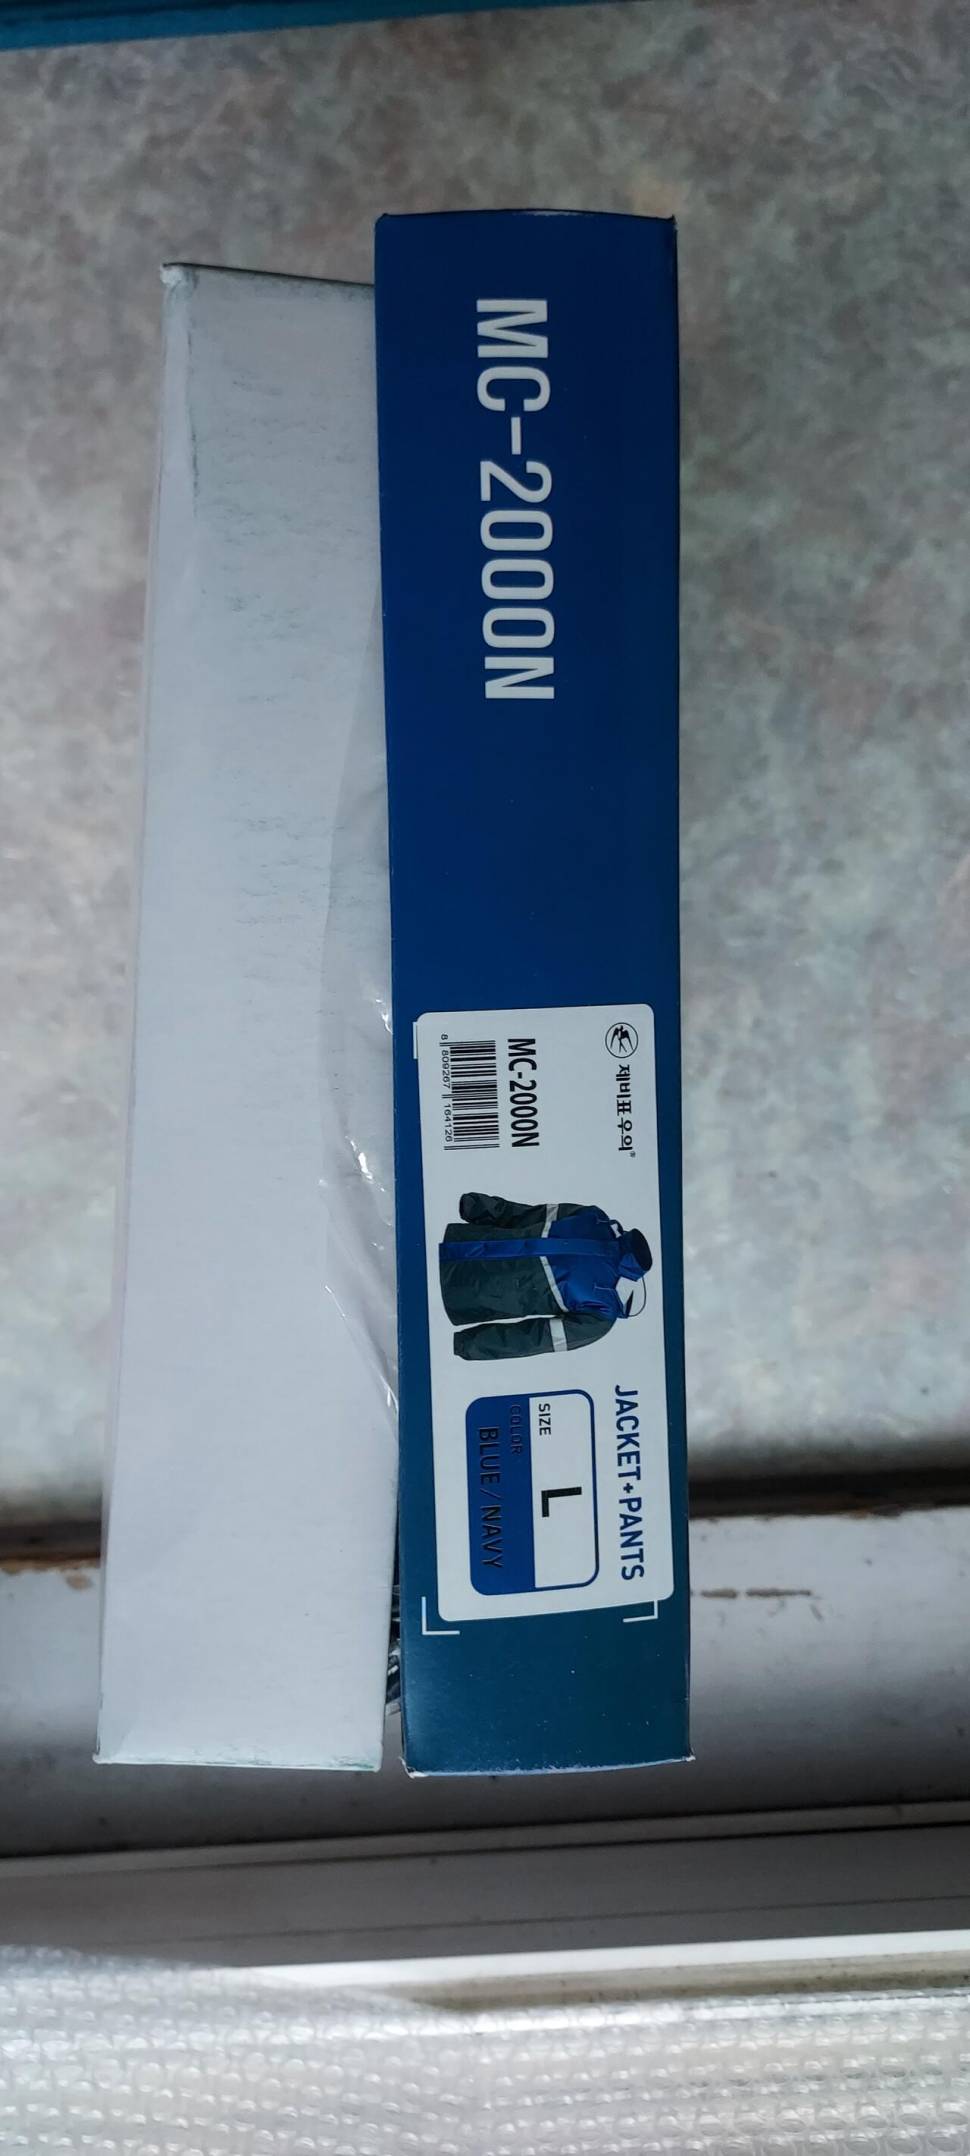 MC-2000N
제비표우의®
MC-2000N
8 809267 164126
JACKET+PANTS
SIZE
L
COLOR
BLUE/NAVY